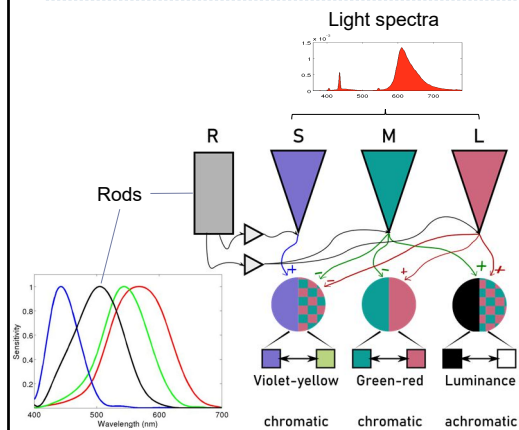 Light spectra
1.5 × 10⁻³
1
0.5
0
400 500 600 700
R S M L
Rods
+ - - - + + +
1
0.8
0.6
0.4
0.2
Sensitivity
400 500 600 700
Wavelength (nm)
Violet-yellow Green-red Luminance
chromatic chromatic achromatic